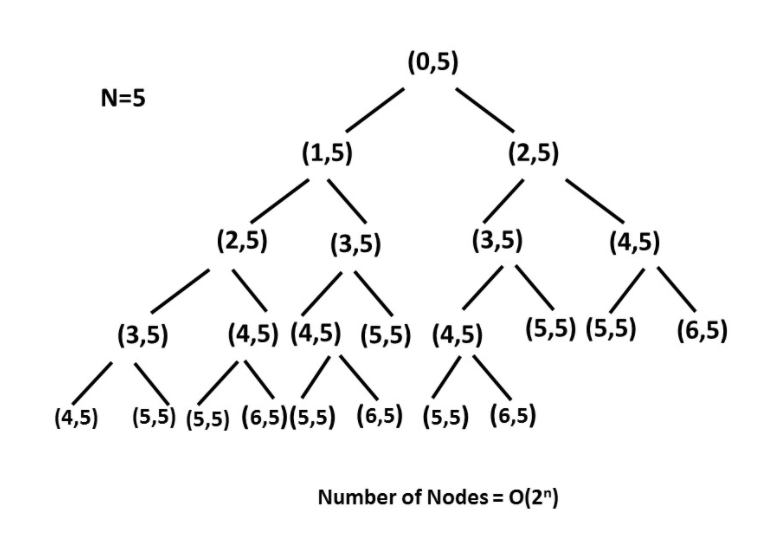 (0,5)
N=5
(1,5) (2,5)
(2,5) (3,5) (3,5) (4,5)
(3,5) (4,5) (4,5) (5,5) (4,5) (5,5) (5,5) (6,5)
(4,5) (5,5) (5,5) (6,5) (5,5) (6,5) (5,5) (6,5)
Number of Nodes = O(2ⁿ)